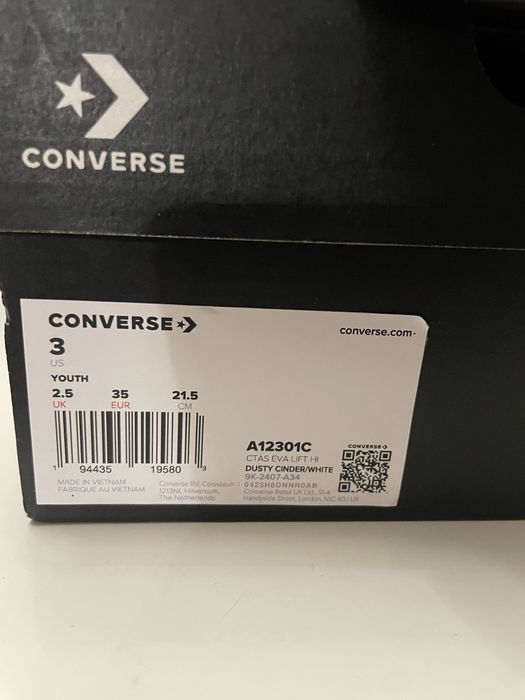 CONVERSE
CONVERSE
converse.com
3
US
YOUTH
2.5 35 21.5
UK EUR CM
1 94435 19580 3
A12301C
CTAS EVA LIFT HI
DUSTY CINDER/WHITE
9K-2407-A34
0423H8DNNN0AB
CONVERSE
MADE IN VIETNAM
FABRIQUE AU VIETNAM
Converse BV, Colosseum 1
1213NL Hilversum,
The Netherlands
Converse Retail UK Ltd., 51-4
Handyside Street, London. N1C 4DJ UK